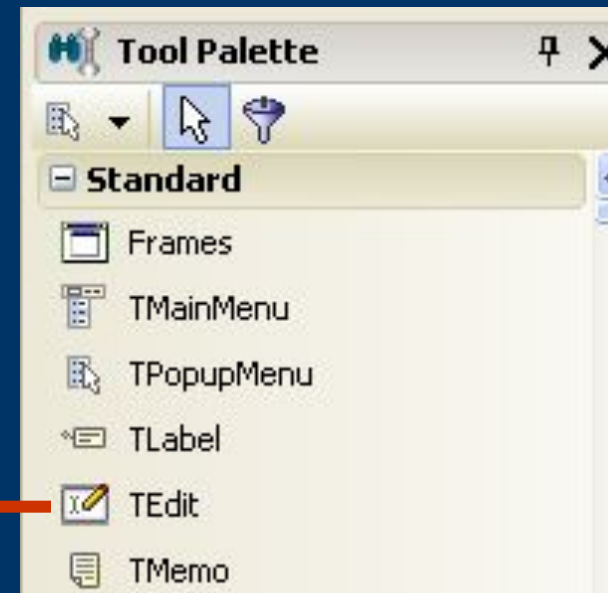 Tool Palette
Standard
Frames
TMainMenu
TPopupMenu
TLabel
TEdit
TMemo